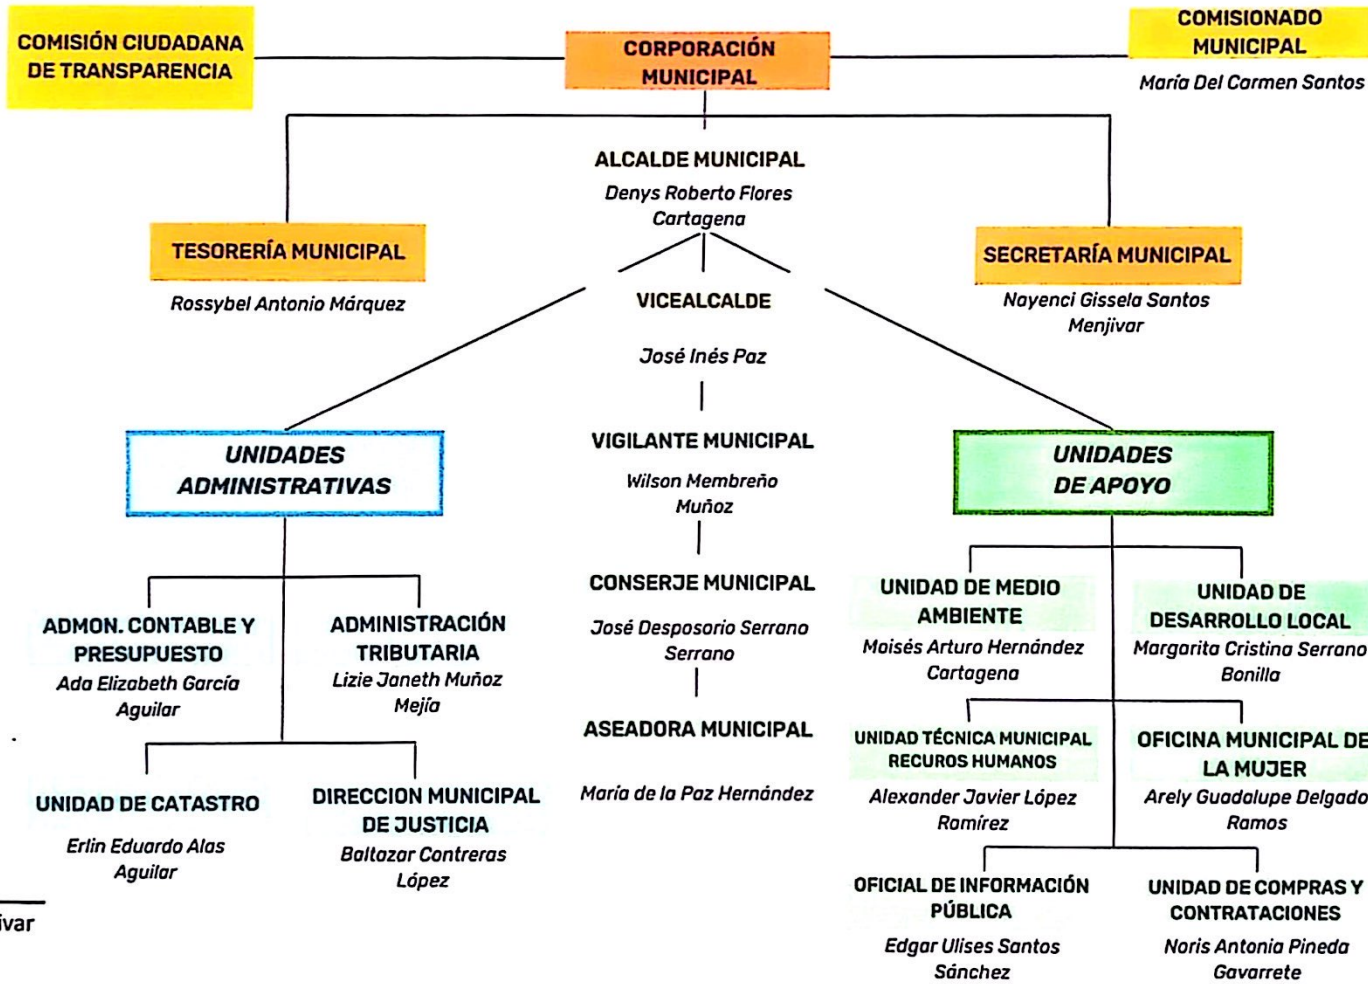 COMISIÓN CIUDADANA
DE TRANSPARENCIA
CORPORACIÓN
MUNICIPAL
COMISIONADO
MUNICIPAL
María Del Carmen Santos
ALCALDE MUNICIPAL
Denys Roberto Flores
Cartagena
TESORERÍA MUNICIPAL
Rossybel Antonio Márquez
SECRETARÍA MUNICIPAL
Nayenci Gissela Santos
Menjivar
VICEALCALDE
José Inés Paz
VIGILANTE MUNICIPAL
Wilson Membreño
Muñoz
CONSERJE MUNICIPAL
José Desposorio Serrano
Serrano
ASEADORA MUNICIPAL
María de la Paz Hernández
UNIDADES
ADMINISTRATIVAS
ADMON. CONTABLE Y
PRESUPUESTO
Ada Elizabeth García
Aguilar
ADMINISTRACIÓN
TRIBUTARIA
Lizie Janeth Muñoz
Mejía
UNIDAD DE CATASTRO
Erlin Eduardo Alas
Aguilar
DIRECCION MUNICIPAL
DE JUSTICIA
Baltazar Contreras
López
UNIDADES
DE APOYO
UNIDAD DE MEDIO
AMBIENTE
Moisés Arturo Hernández
Cartagena
UNIDAD DE
DESARROLLO LOCAL
Margarita Cristina Serrano
Bonilla
UNIDAD TÉCNICA MUNICIPAL
RECUROS HUMANOS
Alexander Javier López
Ramírez
OFICINA MUNICIPAL DE
LA MUJER
Arely Guadalupe Delgado
Ramos
OFICIAL DE INFORMACIÓN
PÚBLICA
Edgar Ulises Santos
Sánchez
UNIDAD DE COMPRAS Y
CONTRATACIONES
Noris Antonia Pineda
Gavarrete
ivar